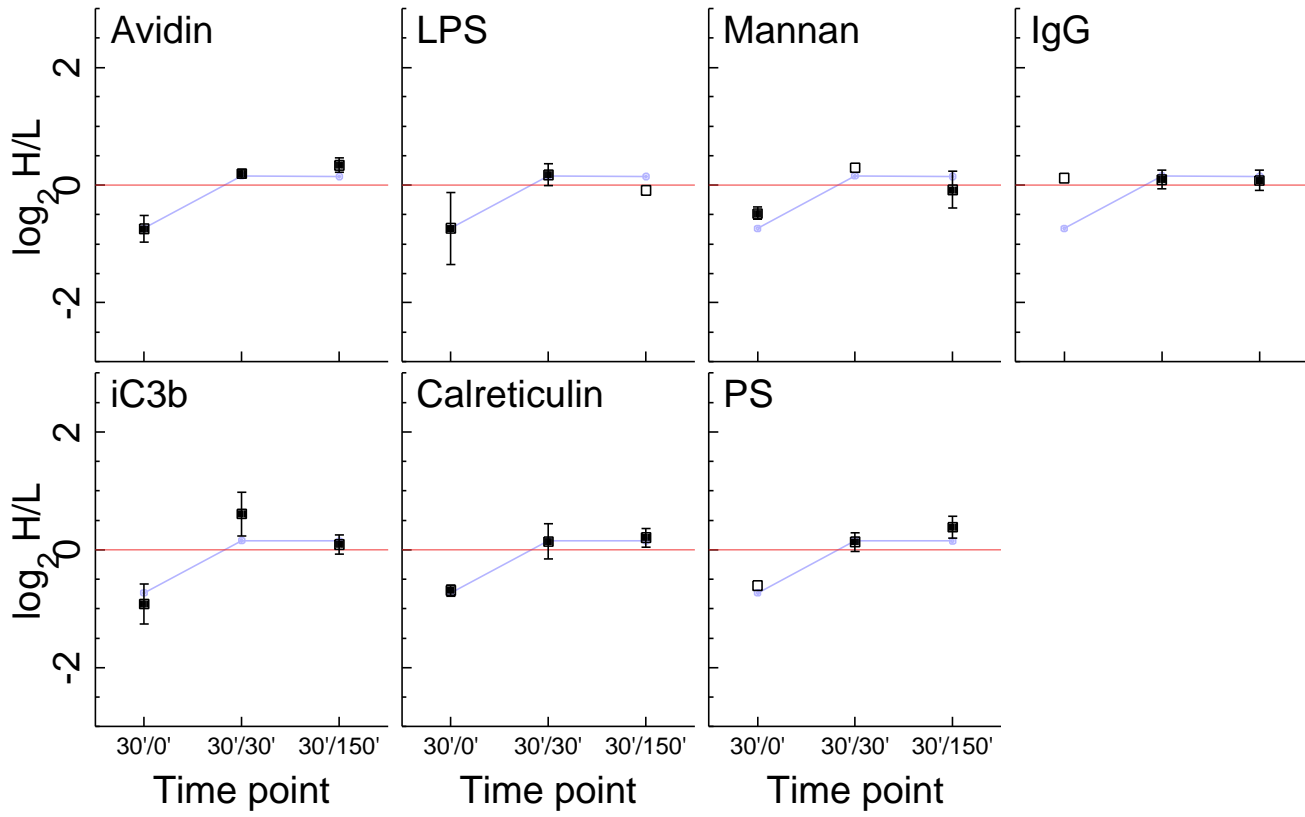 Avidin
LPS
Mannan
IgG
2
0
-2
log2 H/L
iC3b
Calreticulin
PS
2
0
-2
log2 H/L
30'/0' 30'/30' 30'/150'
30'/0' 30'/30' 30'/150'
30'/0' 30'/30' 30'/150'
Time point
Time point
Time point